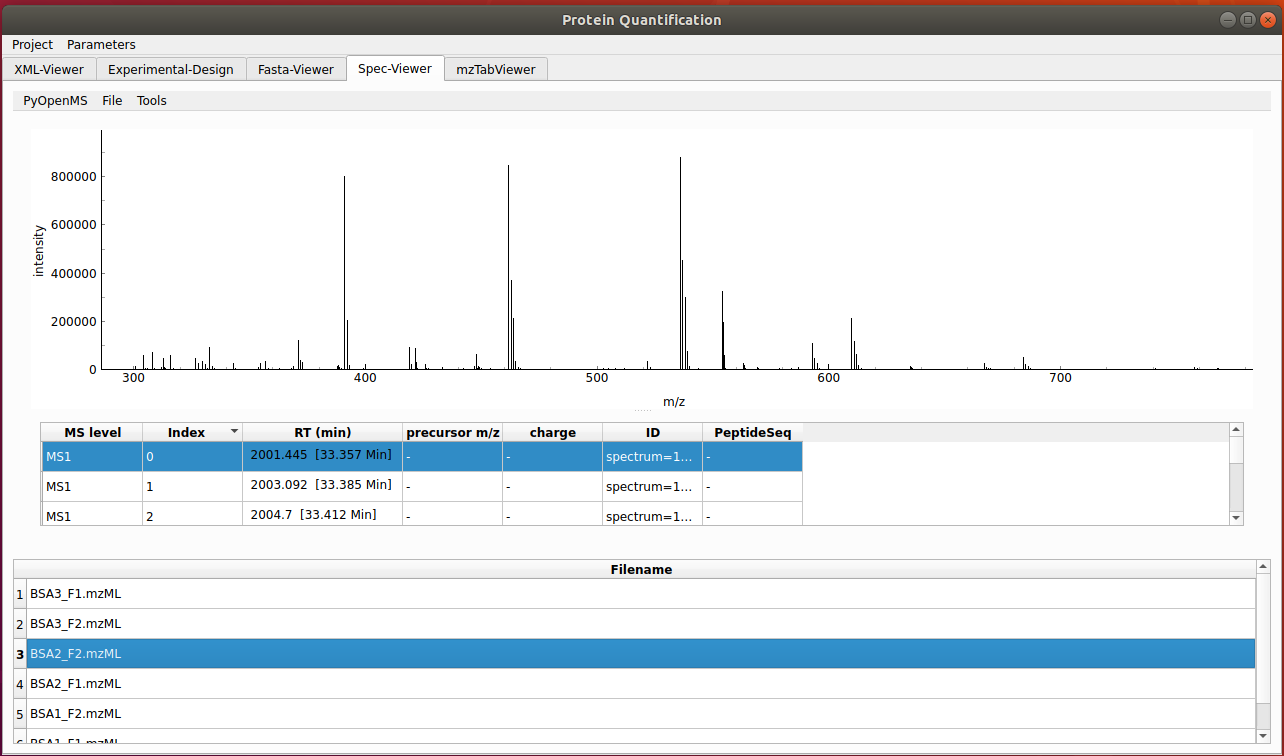 Protein Quantification
Project Parameters
XML-Viewer Experimental-Design Fasta-Viewer Spec-Viewer mzTabViewer
PyOpenMS File Tools
800000
600000
400000
200000
0
intensity
300 400 500 600 700
m/z
MS level Index RT (min) precursor m/z charge ID PeptideSeq
MS1 0 2001.445 [33.357 Min] - - spectrum=1... -
MS1 1 2003.092 [33.385 Min] - - spectrum=1... -
MS1 2 2004.7 [33.412 Min] - - spectrum=1... -
Filename
1 BSA3_F1.mzML
2 BSA3_F2.mzML
3 BSA2_F2.mzML
4 BSA2_F1.mzML
5 BSA1_F2.mzML
6 BSA1_F1.mzML